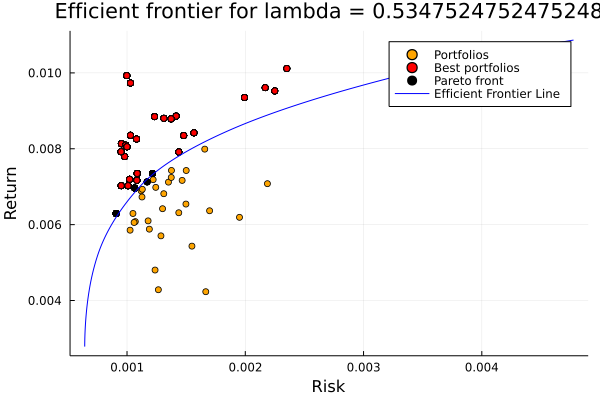 Efficient frontier for lambda = 0.5347524752475248
Portfolios
Best portfolios
Pareto front
Efficient Frontier Line
0.010
0.008
0.006
0.004
Return
0.001
0.002
0.003
0.004
Risk